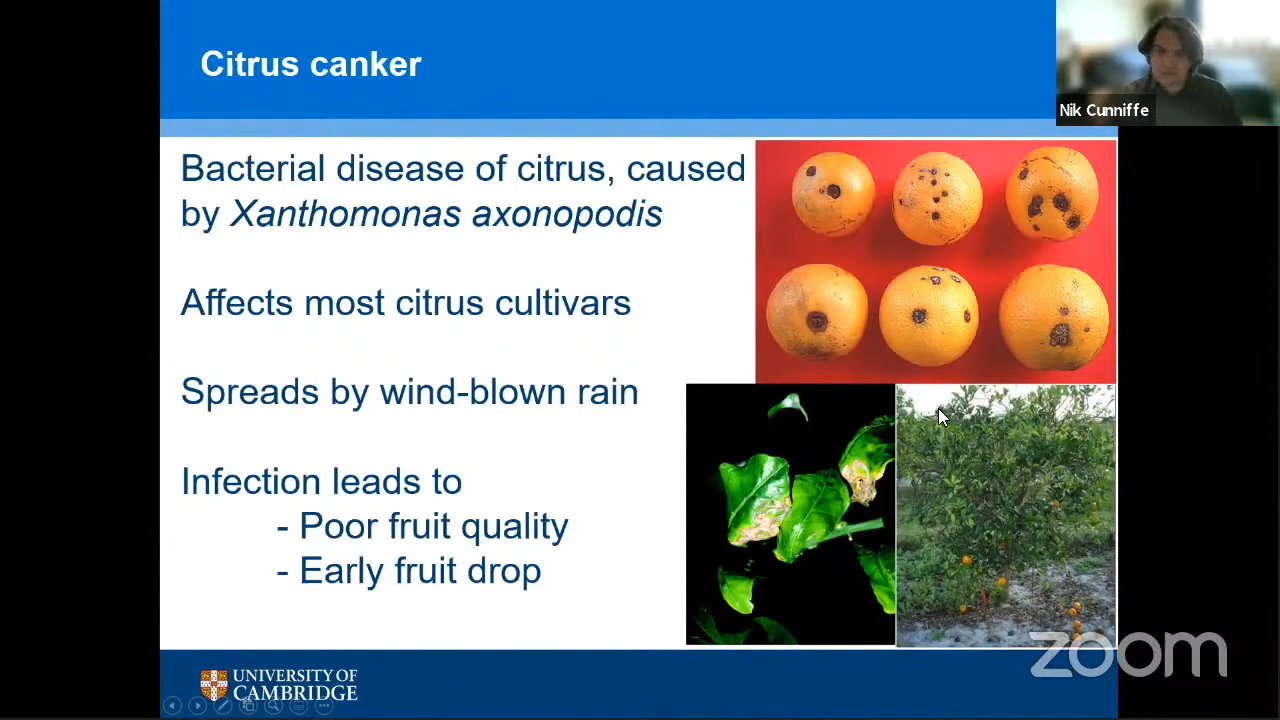 Citrus canker
Nik Cunniffe
Bacterial disease of citrus, caused
by Xanthomonas axonopodis
Affects most citrus cultivars
Spreads by wind-blown rain
Infection leads to
- Poor fruit quality
- Early fruit drop
UNIVERSITY OF
CAMBRIDGE
zoom